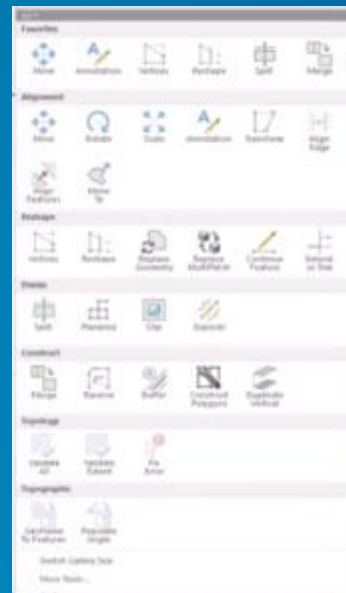 Favorites
Move Annotation Vertices Reshape Split Merge
Alignment
Move Rotate Scale Annotation Transform Align
Edge
Align Move
Features To
Reshape
Vertices Reshape Replace Replace Continue Extend
Geometry MultiPatch Feature or Trim
Divide
Split Planarize Clip Explode
Construct
Merge Reverse Buffer Construct Duplicate
Polygons Vertical
Topology
Validate Validate Fix
All Extent Error
Topographic
To Features Angle
Switch Gallery Size
More Tools...